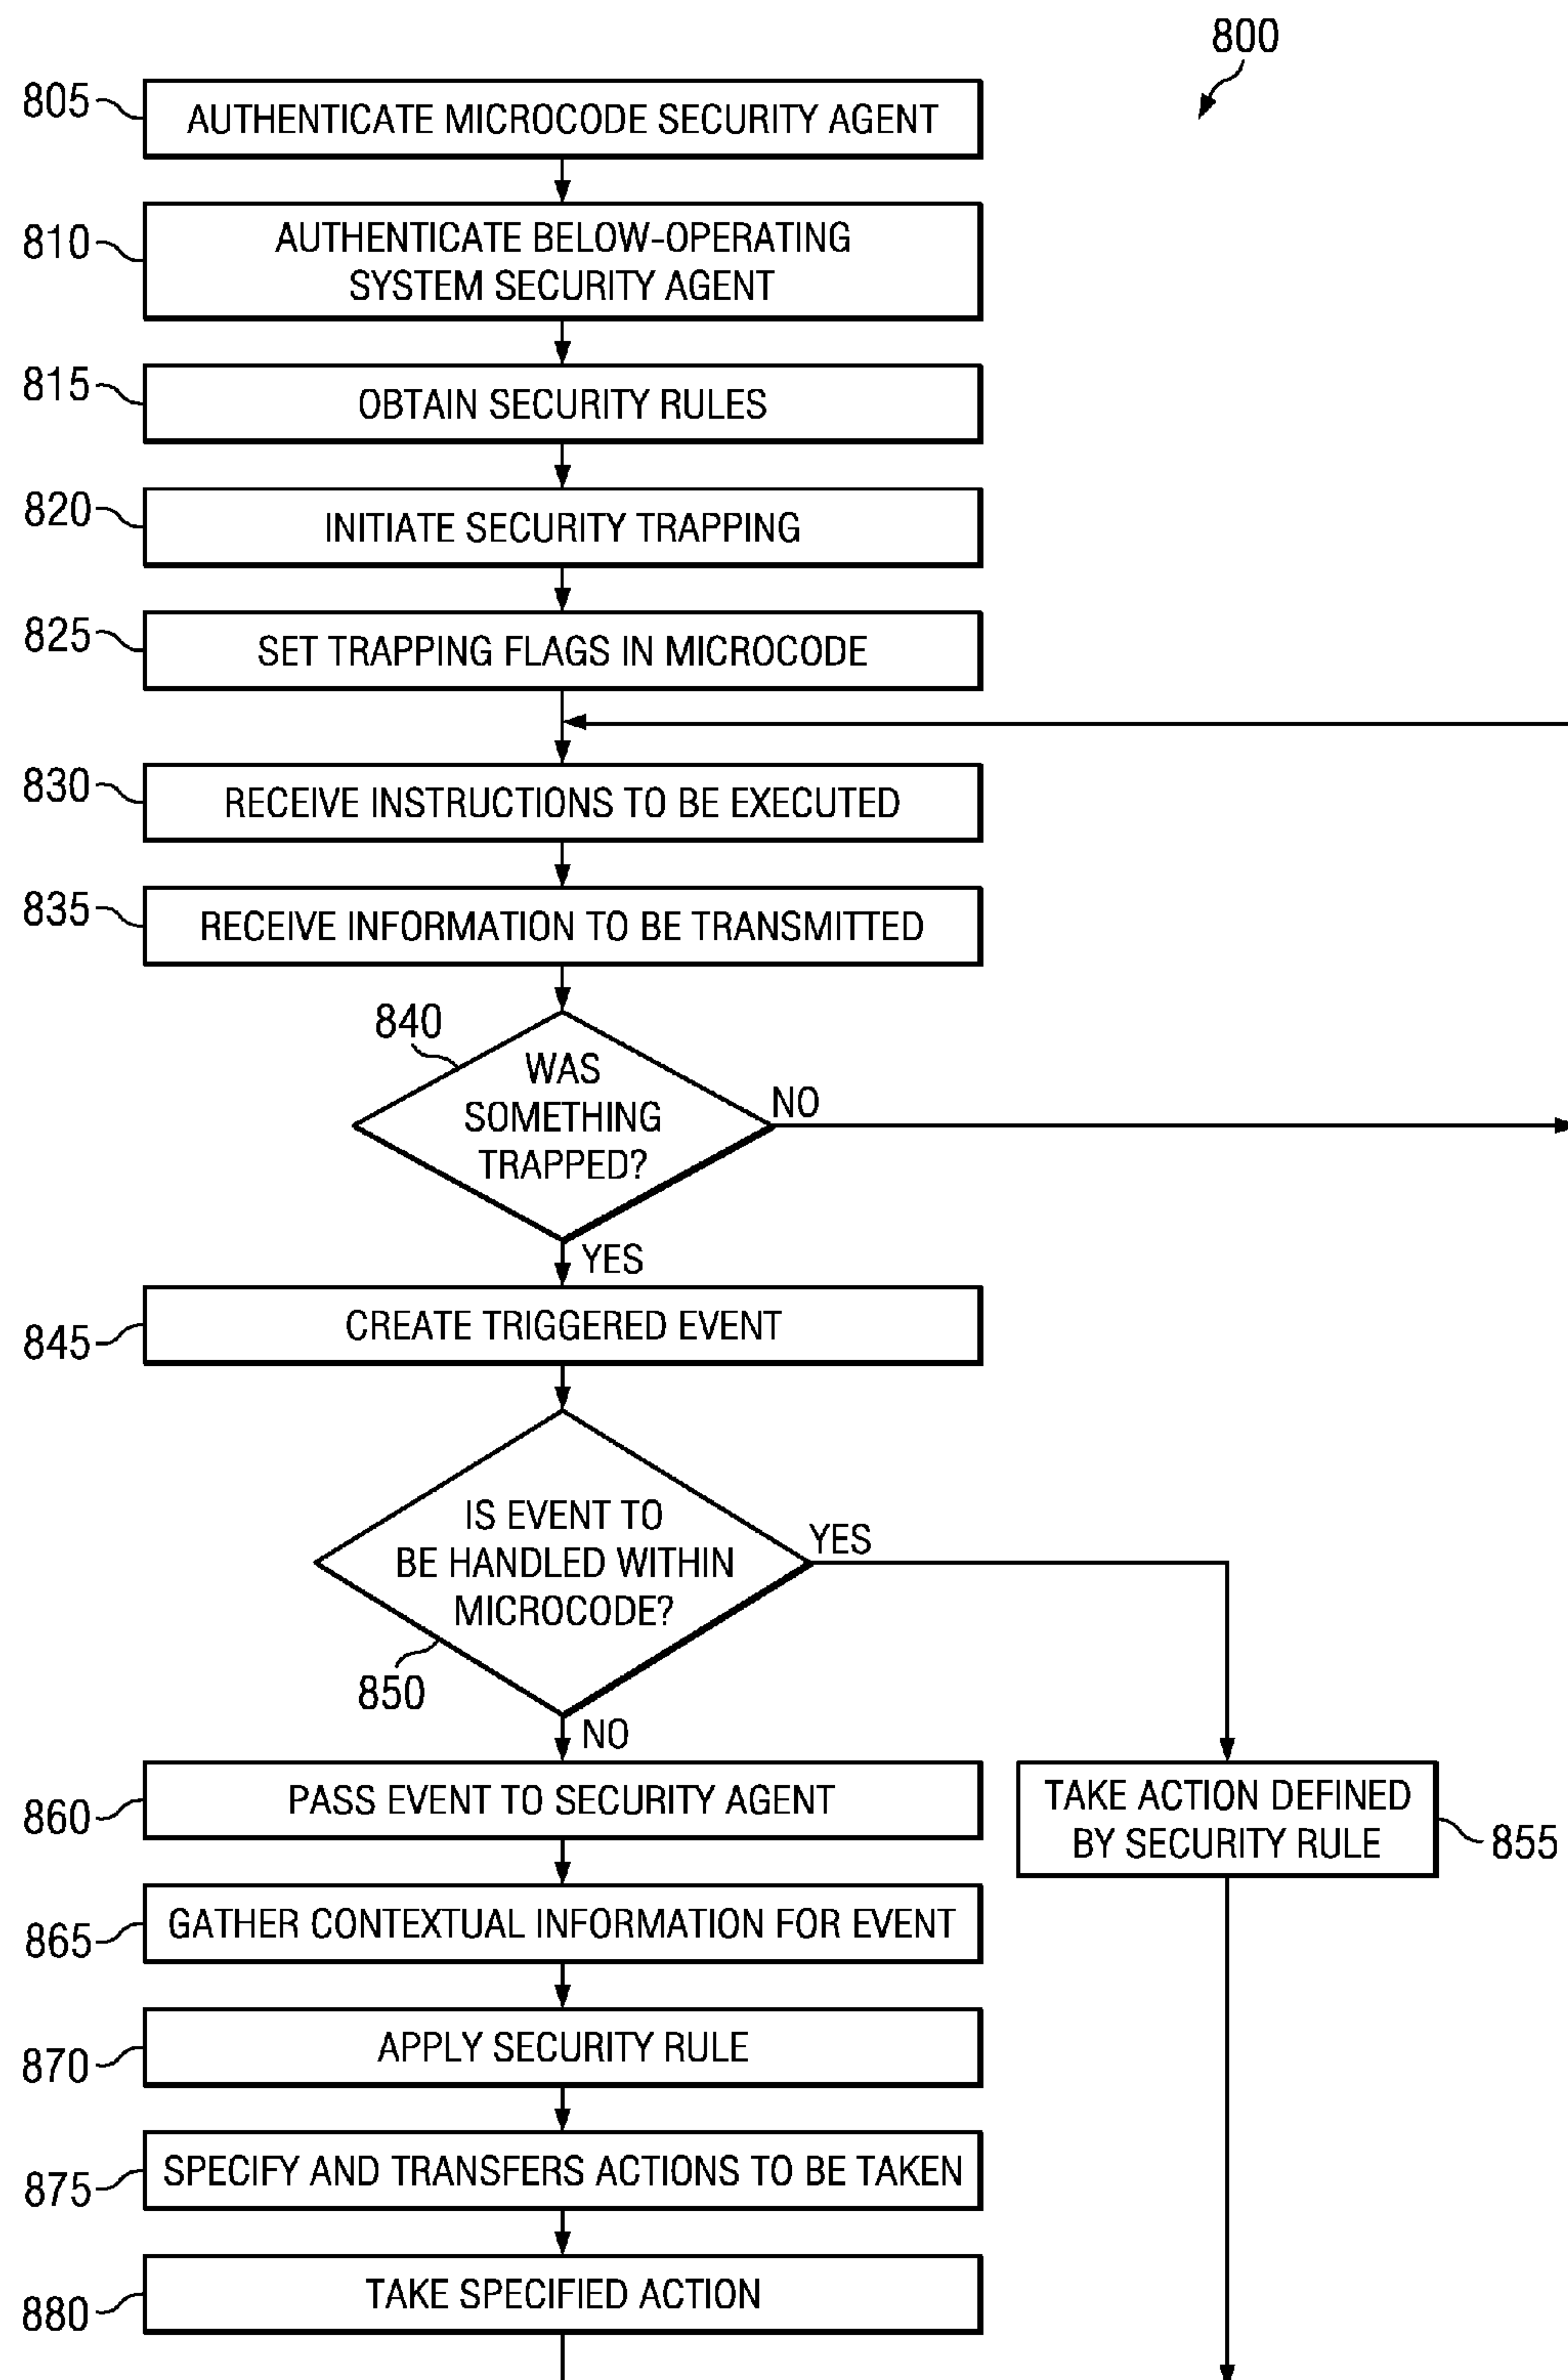 800
805
AUTHENTICATE MICROCODE SECURITY AGENT
810
AUTHENTICATE BELOW-OPERATING
SYSTEM SECURITY AGENT
815
OBTAIN SECURITY RULES
820
INITIATE SECURITY TRAPPING
825
SET TRAPPING FLAGS IN MICROCODE
830
RECEIVE INSTRUCTIONS TO BE EXECUTED
835
RECEIVE INFORMATION TO BE TRANSMITTED
840
WAS
SOMETHING
TRAPPED?
NO
YES
845
CREATE TRIGGERED EVENT
IS EVENT TO
BE HANDLED WITHIN
MICROCODE?
YES
850
NO
860
PASS EVENT TO SECURITY AGENT
TAKE ACTION DEFINED
BY SECURITY RULE
855
865
GATHER CONTEXTUAL INFORMATION FOR EVENT
870
APPLY SECURITY RULE
875
SPECIFY AND TRANSFERS ACTIONS TO BE TAKEN
880
TAKE SPECIFIED ACTION